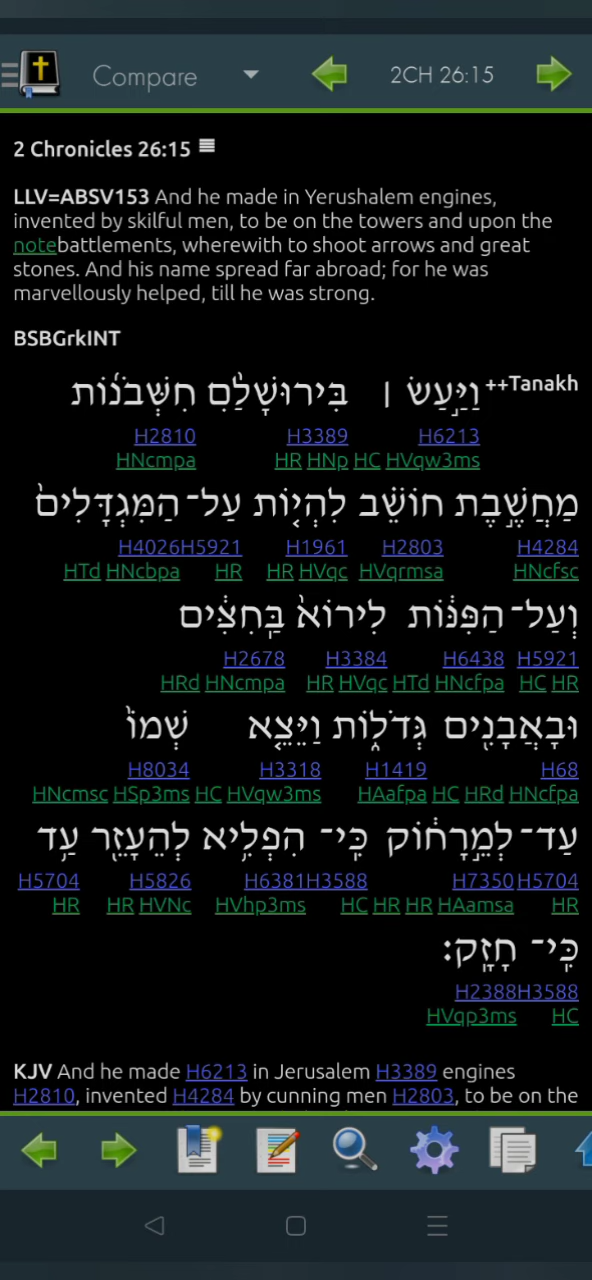 Compare
2CH 26:15
2 Chronicles 26:15
LLV=ABSV153 And he made in Yerushalem engines,
invented by skilful men, to be on the towers and upon the
notebattlements, wherewith to shoot arrows and great
stones. And his name spread far abroad; for he was
marvellously helped, till he was strong.
BSBGrkINT
++Tanakh וַיַּ֣עַשׂ ׀ בִּירוּשָׁלִַ֨ם חִשְּׁבֹנ֜וֹת
H2810 H3389 H6213
HNcmpa HR HNp HC HVqw3ms
מַחֲשֶׁ֣בֶת חוֹשֵׁ֗ב לִהְי֤וֹת עַל־הַמִּגְדָּלִים֙
H4026H5921 H1961 H2803 H4284
HTd HNcbpa HR HR HVqc HVqrmsa HNcfsc
וְעַל־הַפִּנּ֔וֹת לִירוֹא֙ בַּֽחִצִּ֔ים
H2678 H3384 H6438 H5921
HRd HNcmpa HR HVqc HTd HNcfpa HC HR
וּבָאֲבָנִ֖ים גְּדֹל֑וֹת וַיֵּצֵ֤א שְׁמוֹ֙
H8034 H3318 H1419 H68
HNcmsc HSp3ms HC HVqw3ms HAafpa HC HRd HNcfpa
עַד־לְמֵ֣רָח֔וֹק כִּֽי־ הִפְלִ֥יא לְהֵעָזֵ֖ר עַ֥ד
H5704 H5826 H6381H3588 H7350 H5704
HR HR HVNc HVhp3ms HC HR HR HAamsa HR
כִּֽי־ חָזָֽק׃
H2388H3588
HVqp3ms HC
KJV And he made H6213 in Jerusalem H3389 engines
H2810, invented H4284 by cunning men H2803, to be on the